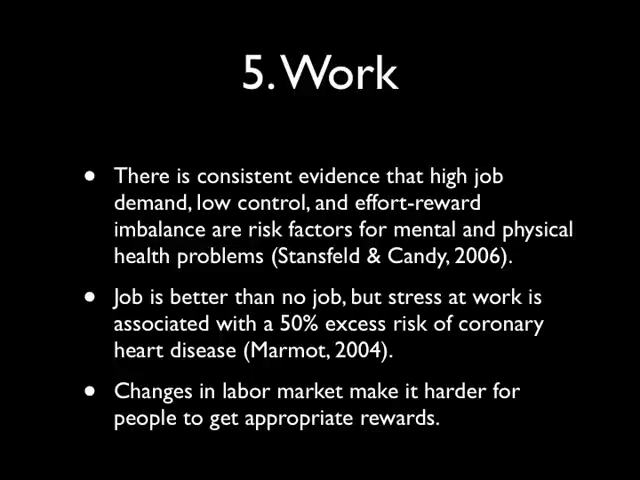 5. Work
• There is consistent evidence that high job
demand, low control, and effort-reward
imbalance are risk factors for mental and physical
health problems (Stansfeld & Candy, 2006).
• Job is better than no job, but stress at work is
associated with a 50% excess risk of coronary
heart disease (Marmot, 2004).
• Changes in labor market make it harder for
people to get appropriate rewards.